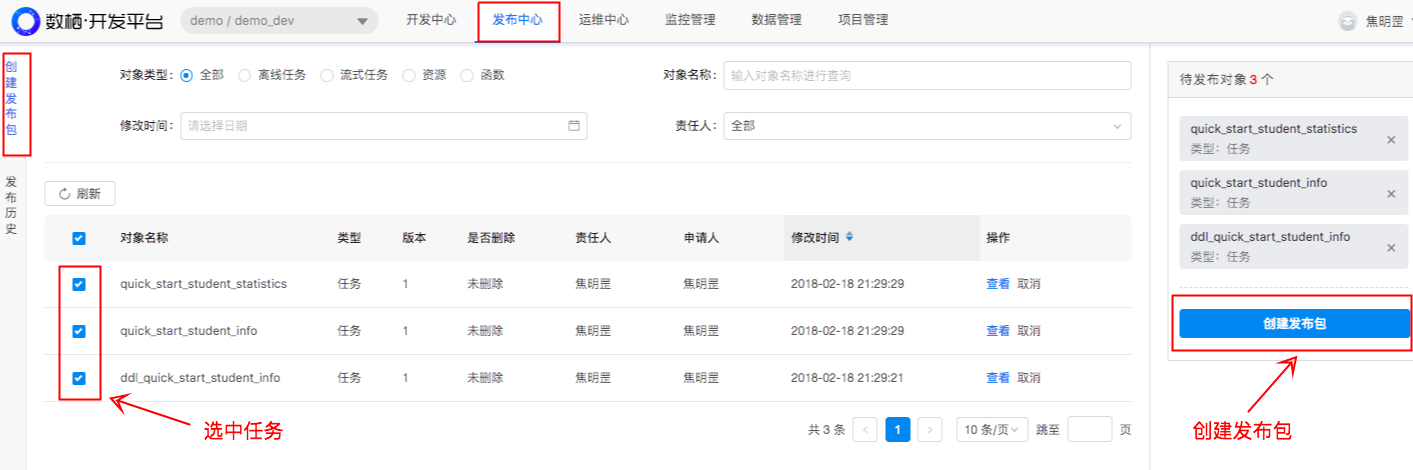 数栖·开发平台 demo / demo_dev 开发中心 发布中心 运维中心 监控管理 数据管理 项目管理 焦明罡
创建发布包
发布历史
对象类型: 全部 离线任务 流式任务 资源 函数 对象名称: 输入对象名称进行查询
修改时间: 请选择日期 责任人: 全部
刷新
对象名称 类型 版本 是否删除 责任人 申请人 修改时间 操作
quick_start_student_statistics 任务 1 未删除 焦明罡 焦明罡 2018-02-18 21:29:29 查看 取消
quick_start_student_info 任务 1 未删除 焦明罡 焦明罡 2018-02-18 21:29:29 查看 取消
ddl_quick_start_student_info 任务 1 未删除 焦明罡 焦明罡 2018-02-18 21:29:21 查看 取消
共 3 条 < 1 > 10 条/页 跳至 页
选中任务
待发布对象 3 个
quick_start_student_statistics
类型: 任务
quick_start_student_info
类型: 任务
ddl_quick_start_student_info
类型: 任务
创建发布包
创建发布包